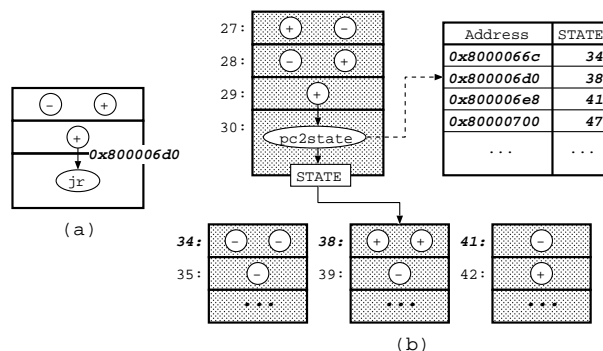 - +
+
0x800006d0
jr
(a)
27: + -
28: - +
29: +
30: pc2state
STATE
Address STATE
0x8000066c 34
0x800006d0 38
0x800006e8 41
0x80000700 47
... ...
34: - -
35: -
...
38: + +
39: -
...
41: -
42: +
...
(b)